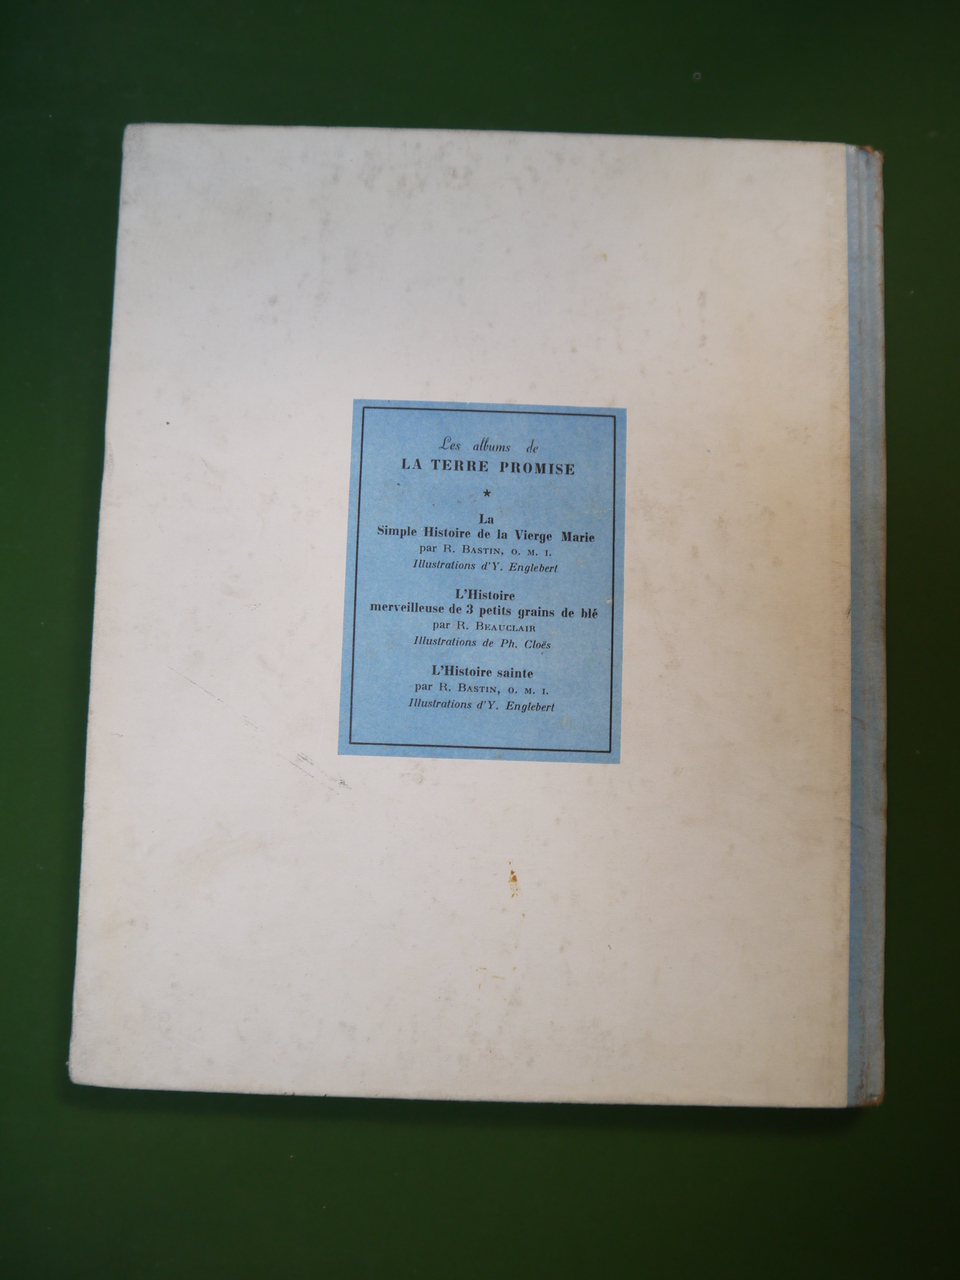 Les albums de
LA TERRE PROMISE
★
La
Simple Histoire de la Vierge Marie
par R. BASTIN, O. M. I.
Illustrations d'Y. Englebert
L'Histoire
merveilleuse de 3 petits grains de blé
par R. BEAUCLAIR
Illustrations de Ph. Cloës
L'Histoire sainte
par R. BASTIN, O. M. I.
Illustrations d'Y. Englebert